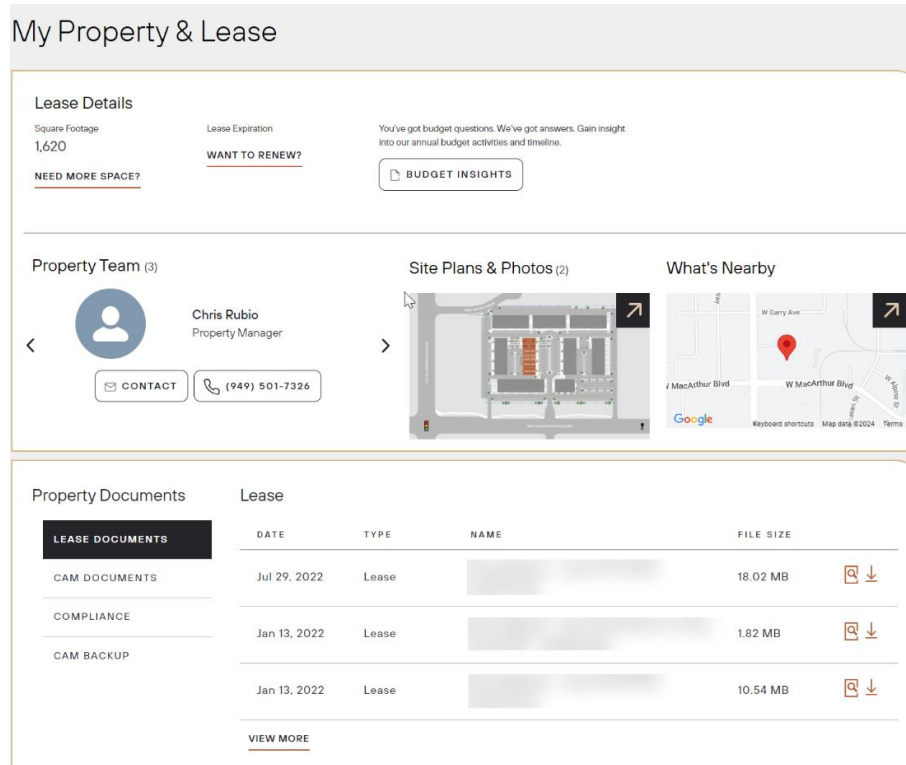 My Property & Lease
Lease Details
Square Footage
1,620
NEED MORE SPACE?
Lease Expiration
WANT TO RENEW?
You've got budget questions. We've got answers. Gain insight
into our annual budget activities and timeline.
BUDGET INSIGHTS
Property Team (3)
Chris Rubio
Property Manager
CONTACT
(949) 501-7326
Site Plans & Photos (2)
What's Nearby
W Garry Ave
W MacArthur Blvd
Google
Keyboard shortcuts Map data ©2024 Terms
Property Documents
LEASE DOCUMENTS
CAM DOCUMENTS
COMPLIANCE
CAM BACKUP
Lease
DATE TYPE NAME FILE SIZE
Jul 29, 2022 Lease 18.02 MB
Jan 13, 2022 Lease 1.82 MB
Jan 13, 2022 Lease 10.54 MB
VIEW MORE